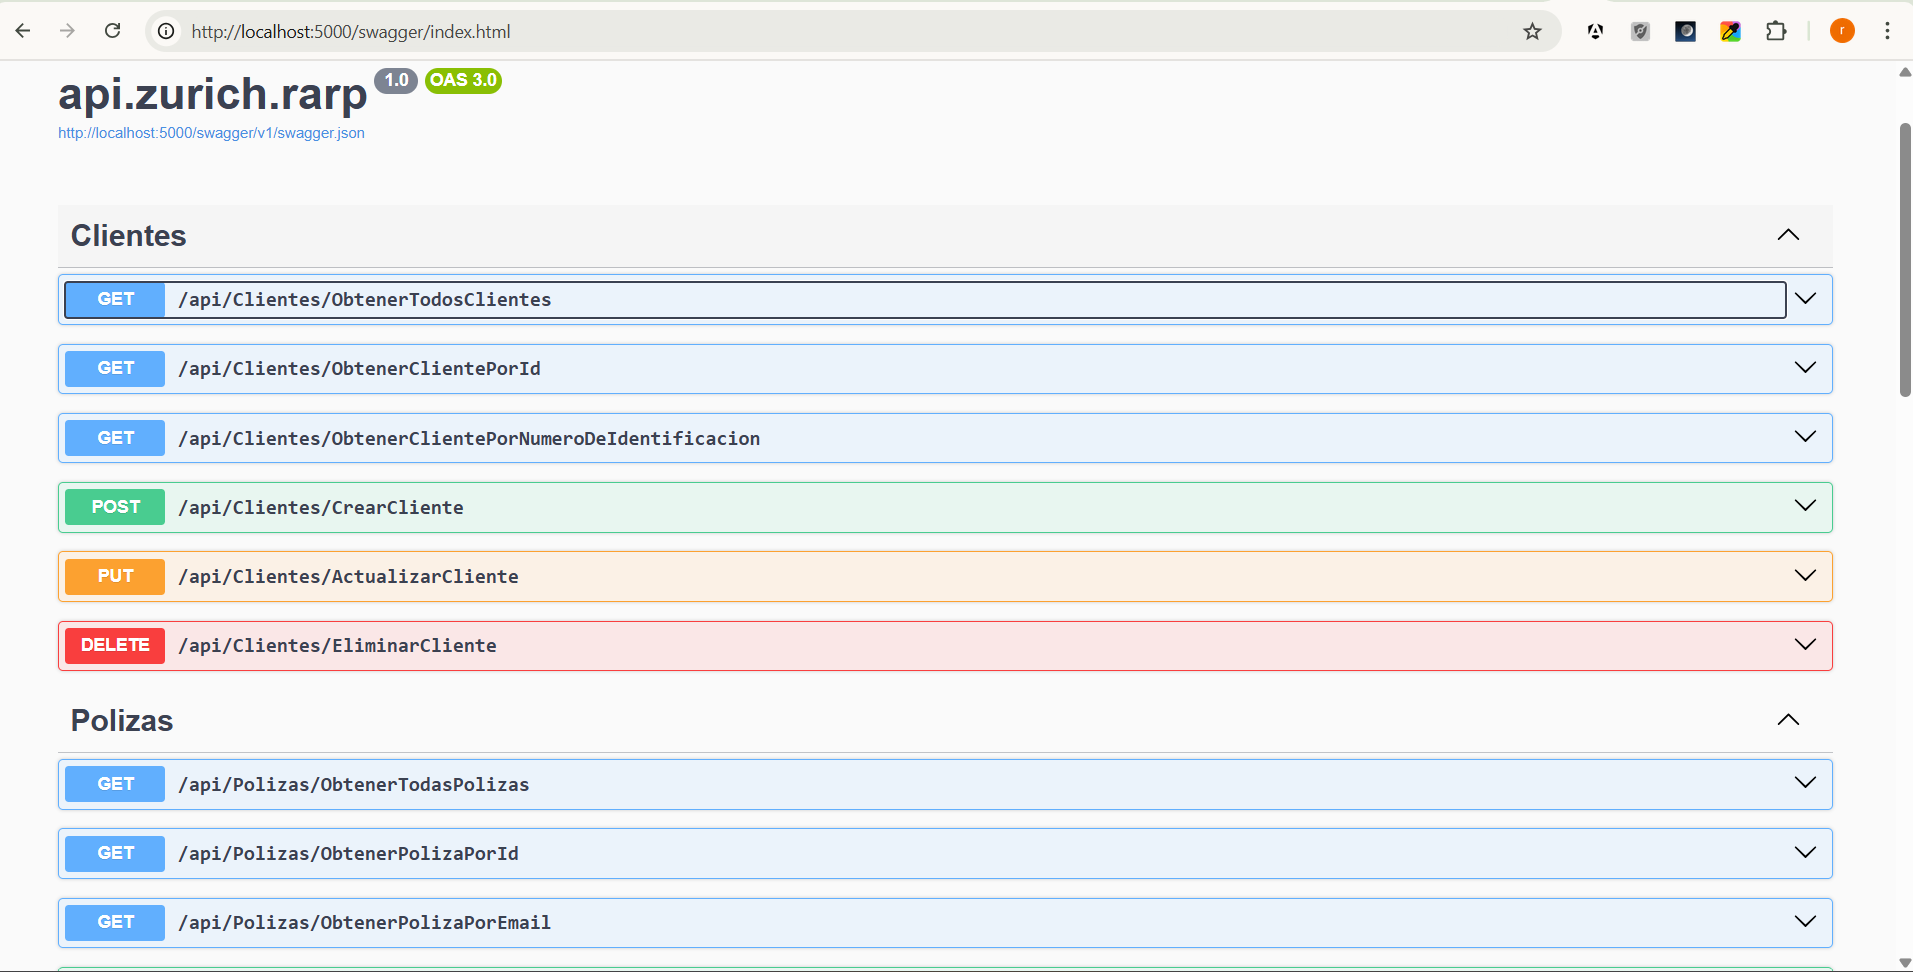 http://localhost:5000/swagger/index.html
r
api.zurich.rarp 1.0 OAS 3.0
http://localhost:5000/swagger/v1/swagger.json
Clientes
GET /api/Clientes/ObtenerTodosClientes
GET /api/Clientes/ObtenerClientePorId
GET /api/Clientes/ObtenerClientePorNumeroDeIdentificacion
POST /api/Clientes/CrearCliente
PUT /api/Clientes/ActualizarCliente
DELETE /api/Clientes/EliminarCliente
Polizas
GET /api/Polizas/ObtenerTodasPolizas
GET /api/Polizas/ObtenerPolizaPorId
GET /api/Polizas/ObtenerPolizaPorEmail